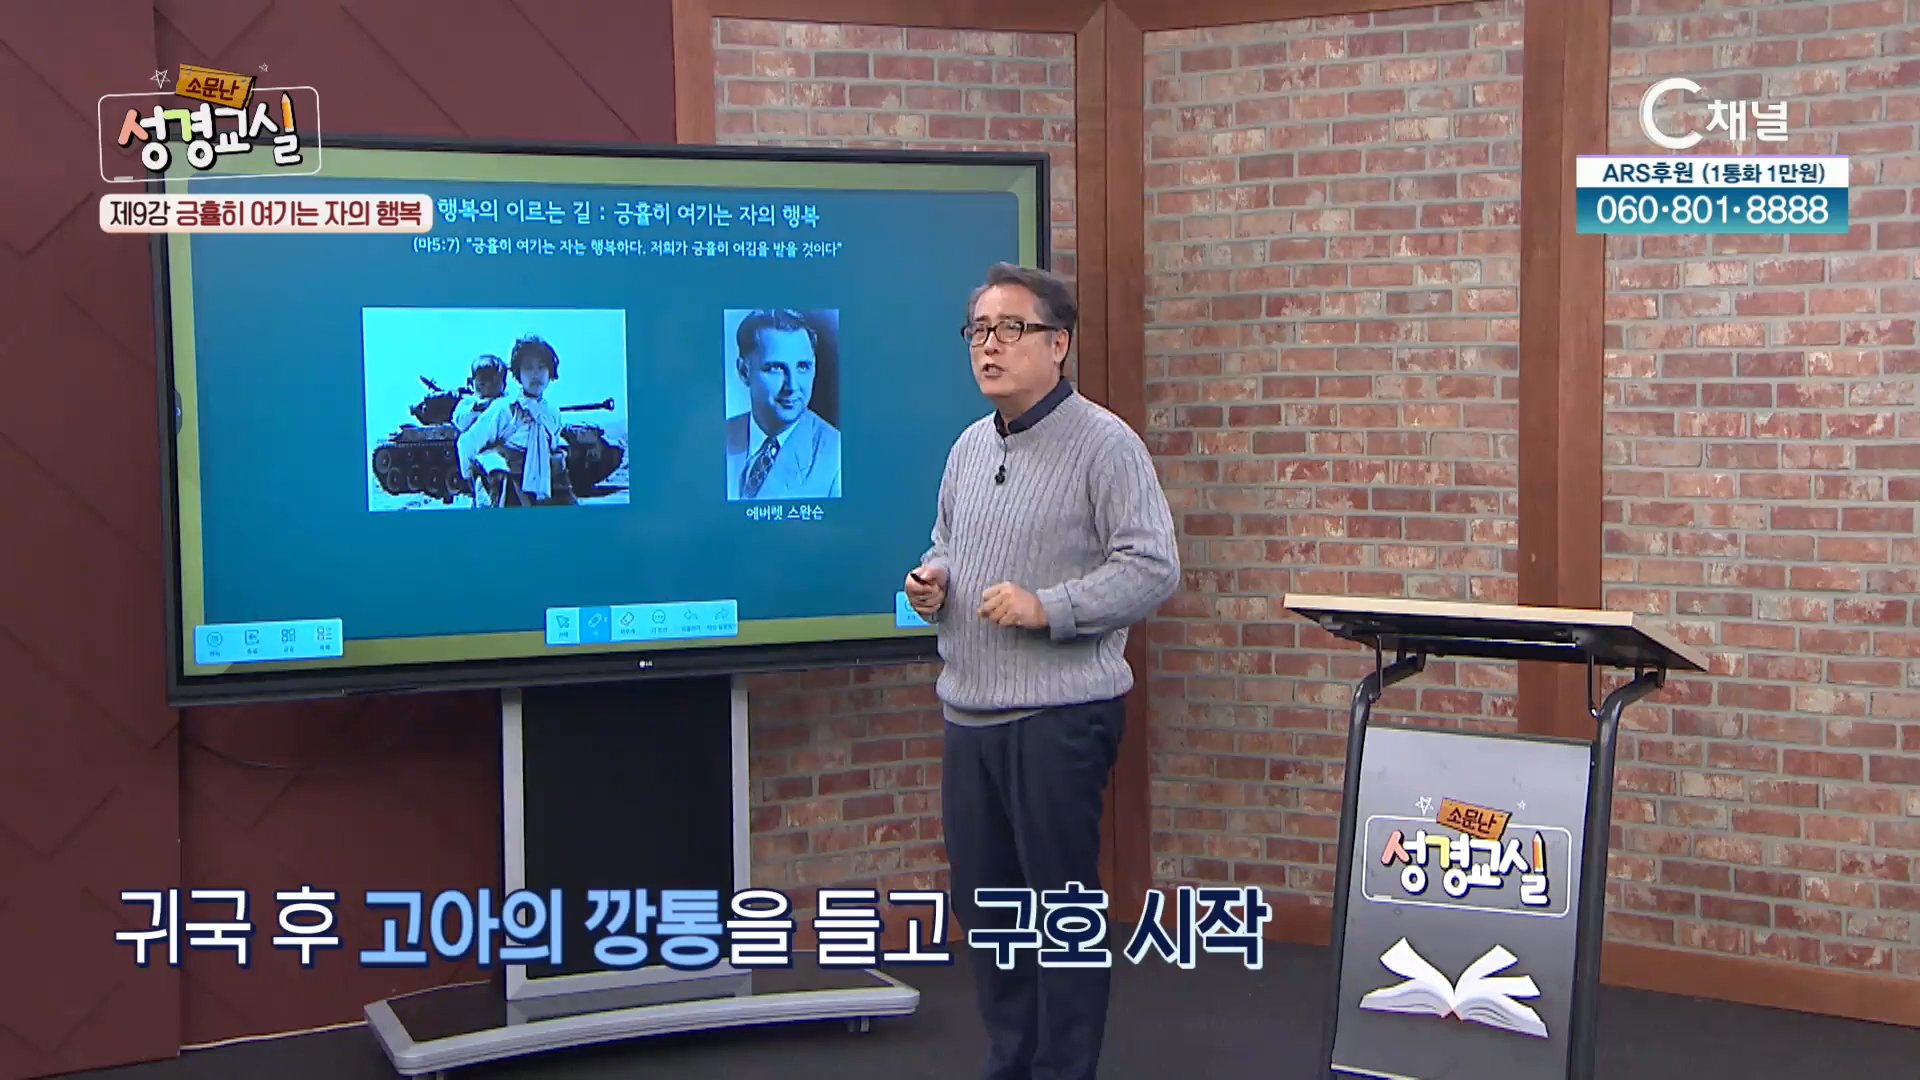 소문난
성경교실
제9강 긍휼히 여기는 자의 행복
C채널
ARS후원 (1통화 1만원)
060·801·8888
행복의 이르는 길 : 긍휼히 여기는 자의 행복
(마5:7) "긍휼히 여기는 자는 행복하다. 저희가 긍휼히 여김을 받을 것이다"
에버렛 스완슨
LG
소문난
성경교실
귀국 후 고아의 깡통을 들고 구호 시작